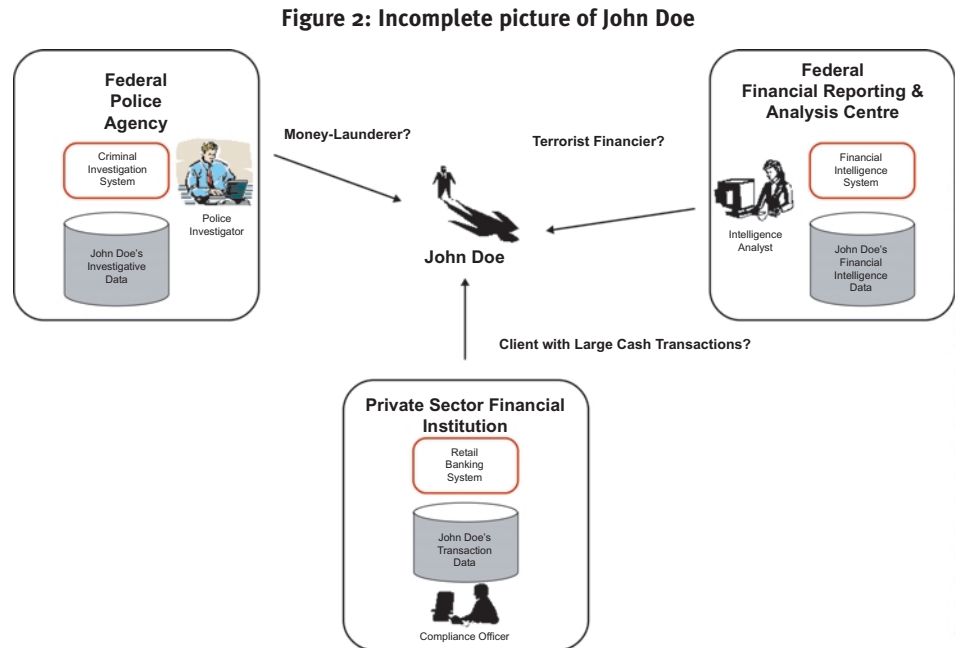 Figure 2: Incomplete picture of John Doe
Federal
Police
Agency
Criminal
Investigation
System
Police
Investigator
John Doe's
Investigative
Data
Money-Launderer?
Terrorist Financier?
John Doe
Client with Large Cash Transactions?
Federal
Financial Reporting &
Analysis Centre
Financial
Intelligence
System
Intelligence
Analyst
John Doe's
Financial
Intelligence
Data
Private Sector Financial
Institution
Retail
Banking
System
John Doe's
Transaction
Data
Compliance Officer